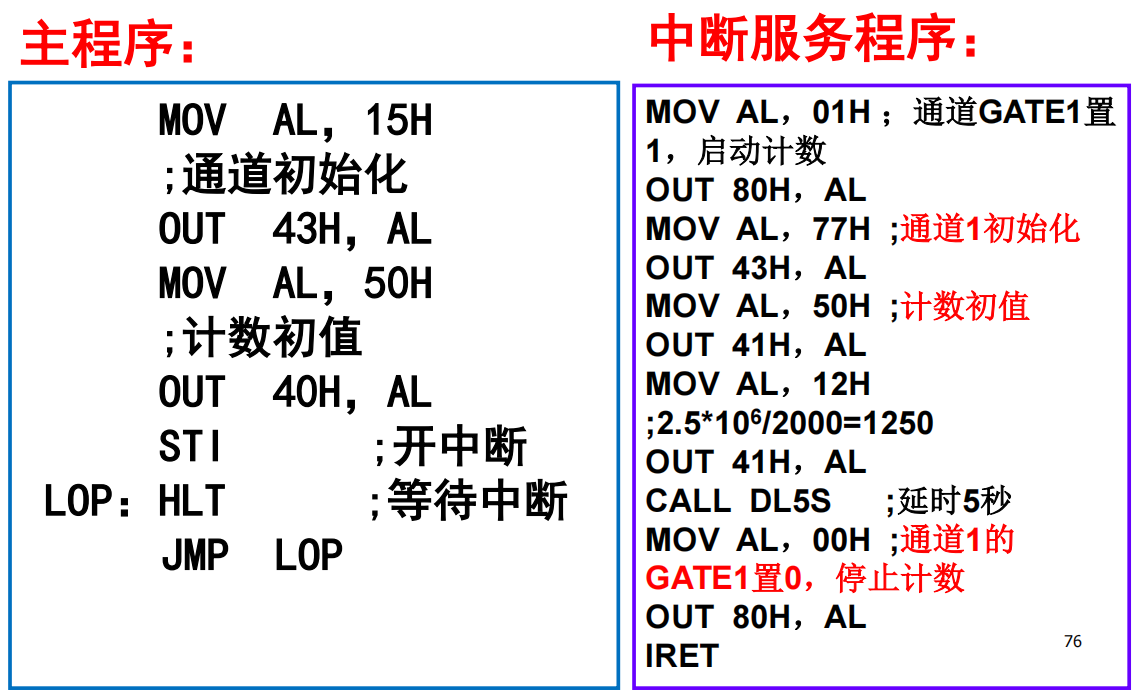 主程序：
MOV AL，15H
;通道初始化
OUT 43H，AL
MOV AL，50H
;计数初值
OUT 40H，AL
STI ;开中断
LOP：HLT ;等待中断
JMP LOP
中断服务程序：
MOV AL，01H ；通道GATE1置
1，启动计数
OUT 80H，AL
MOV AL，77H ;通道1初始化
OUT 43H，AL
MOV AL，50H ;计数初值
OUT 41H，AL
MOV AL，12H
;2.5*10⁶/2000=1250
OUT 41H，AL
CALL DL5S ;延时5秒
MOV AL，00H ;通道1的
GATE1置0，停止计数
OUT 80H，AL
IRET
76